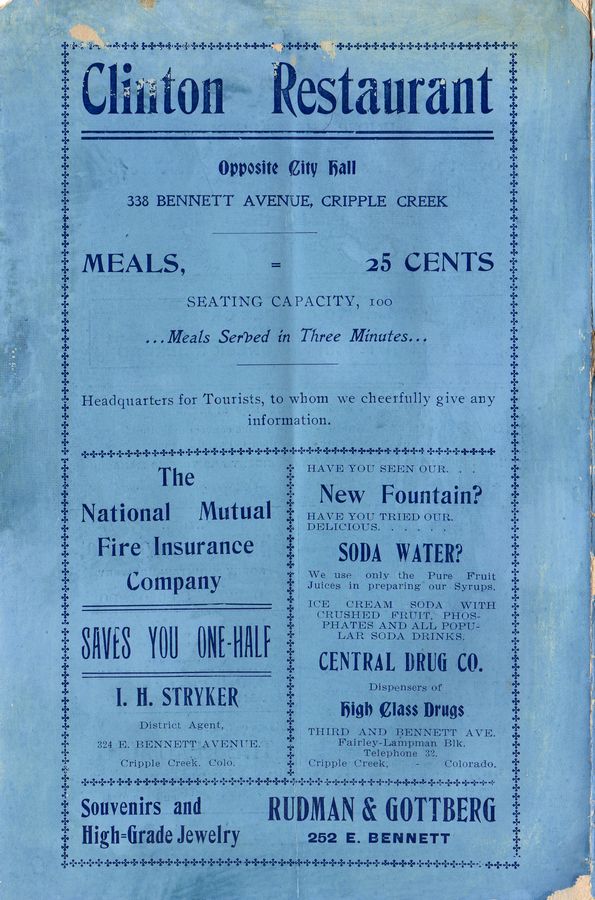 Clinton Restaurant
Opposite City Hall
338 BENNETT AVENUE, CRIPPLE CREEK
MEALS, = 25 CENTS
SEATING CAPACITY, 100
...Meals Served in Three Minutes...
Headquarters for Tourists, to whom we cheerfully give any
information.
The
National Mutual
Fire Insurance
Company
SAVES YOU ONE-HALF
I. H. STRYKER
District Agent,
324 E. BENNETT AVENUE.
Cripple Creek. Colo.
HAVE YOU SEEN OUR. . .
New Fountain?
HAVE YOU TRIED OUR.
DELICIOUS. . . . . .
SODA WATER?
We use only the Pure Fruit
Juices in preparing our Syrups.
ICE CREAM SODA WITH
CRUSHED FRUIT, PHOS-
PHATES AND ALL POPU-
LAR SODA DRINKS.
CENTRAL DRUG CO.
Dispensers of
High Class Drugs
THIRD AND BENNETT AVE.
Fairley-Lampman Blk.
Telephone 32.
Cripple Creek, - - Colorado.
Souvenirs and
High=Grade Jewelry
RUDMAN & GOTTBERG
252 E. BENNETT